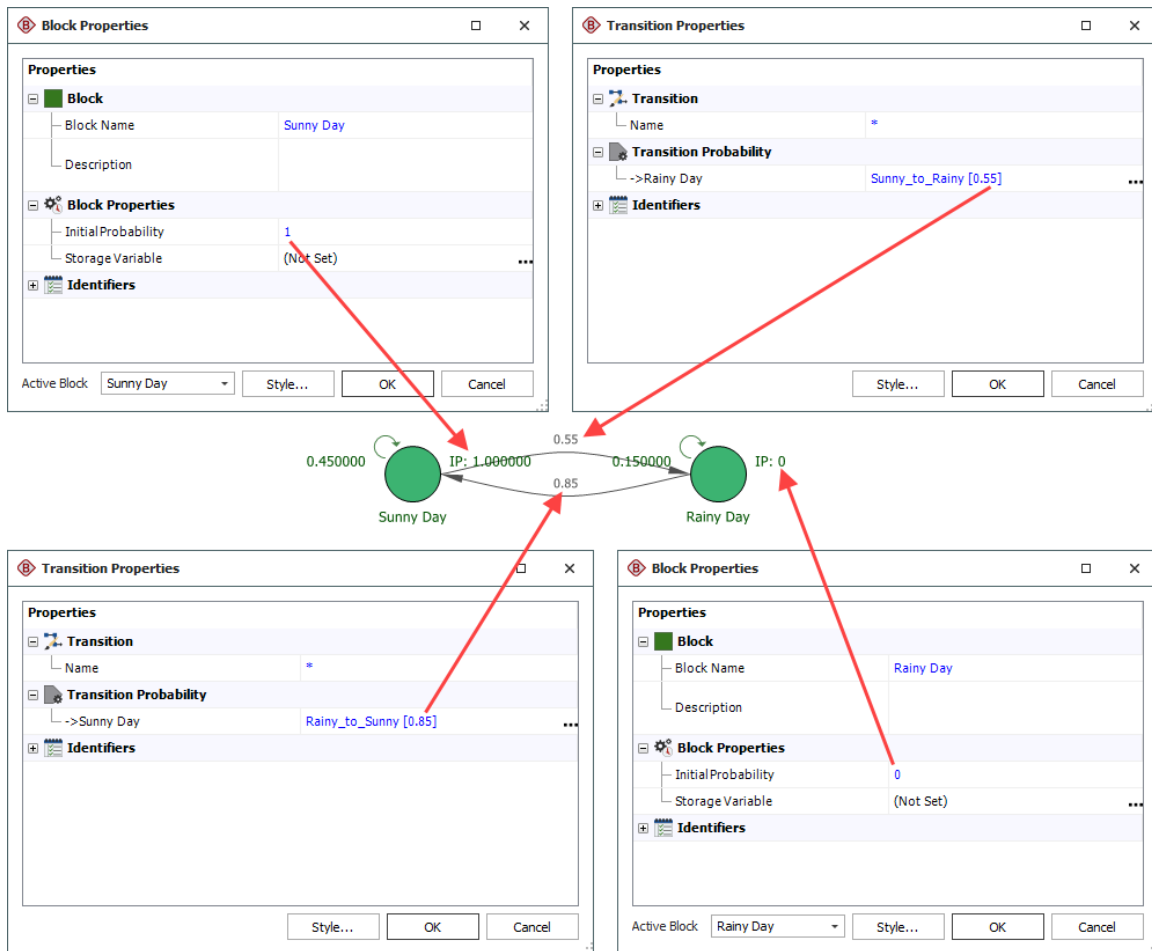 Block Properties
Properties
Block
Block Name Sunny Day
Description
Block Properties
Initial Probability 1
Storage Variable (Not Set) ...
Identifiers
Active Block Sunny Day Style... OK Cancel
Transition Properties
Properties
Transition
Name *
Transition Probability
->Rainy Day Sunny_to_Rainy [0.55] ...
Identifiers
Style... OK Cancel
0.55
0.450000 IP: 1.000000 0.150000 IP: 0
0.85
Sunny Day Rainy Day
Transition Properties
Properties
Transition
Name *
Transition Probability
->Sunny Day Rainy_to_Sunny [0.85] ...
Identifiers
Style... OK Cancel
Block Properties
Properties
Block
Block Name Rainy Day
Description
Block Properties
Initial Probability 0
Storage Variable (Not Set) ...
Identifiers
Active Block Rainy Day Style... OK Cancel